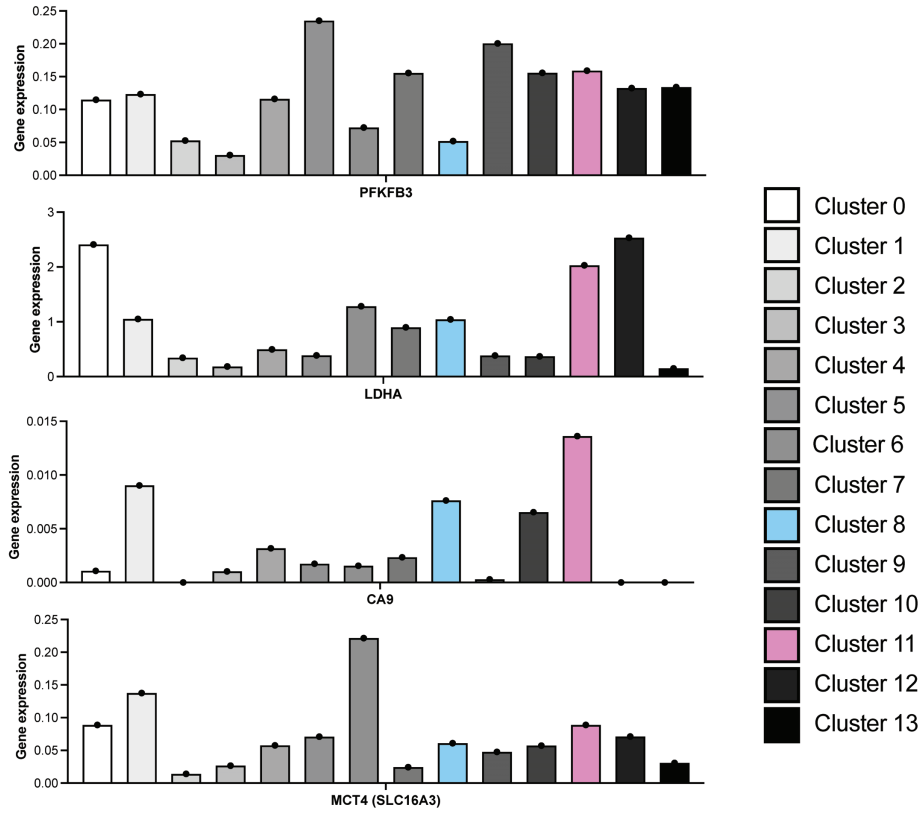 0.25
0.20
0.15
0.10
0.05
0.00
Gene expression
PFKFB3
3
2
1
0
Gene expression
LDHA
0.015
0.010
0.005
0.000
Gene expression
CA9
0.25
0.20
0.15
0.10
0.05
0.00
Gene expression
MCT4 (SLC16A3)
Cluster 0
Cluster 1
Cluster 2
Cluster 3
Cluster 4
Cluster 5
Cluster 6
Cluster 7
Cluster 8
Cluster 9
Cluster 10
Cluster 11
Cluster 12
Cluster 13